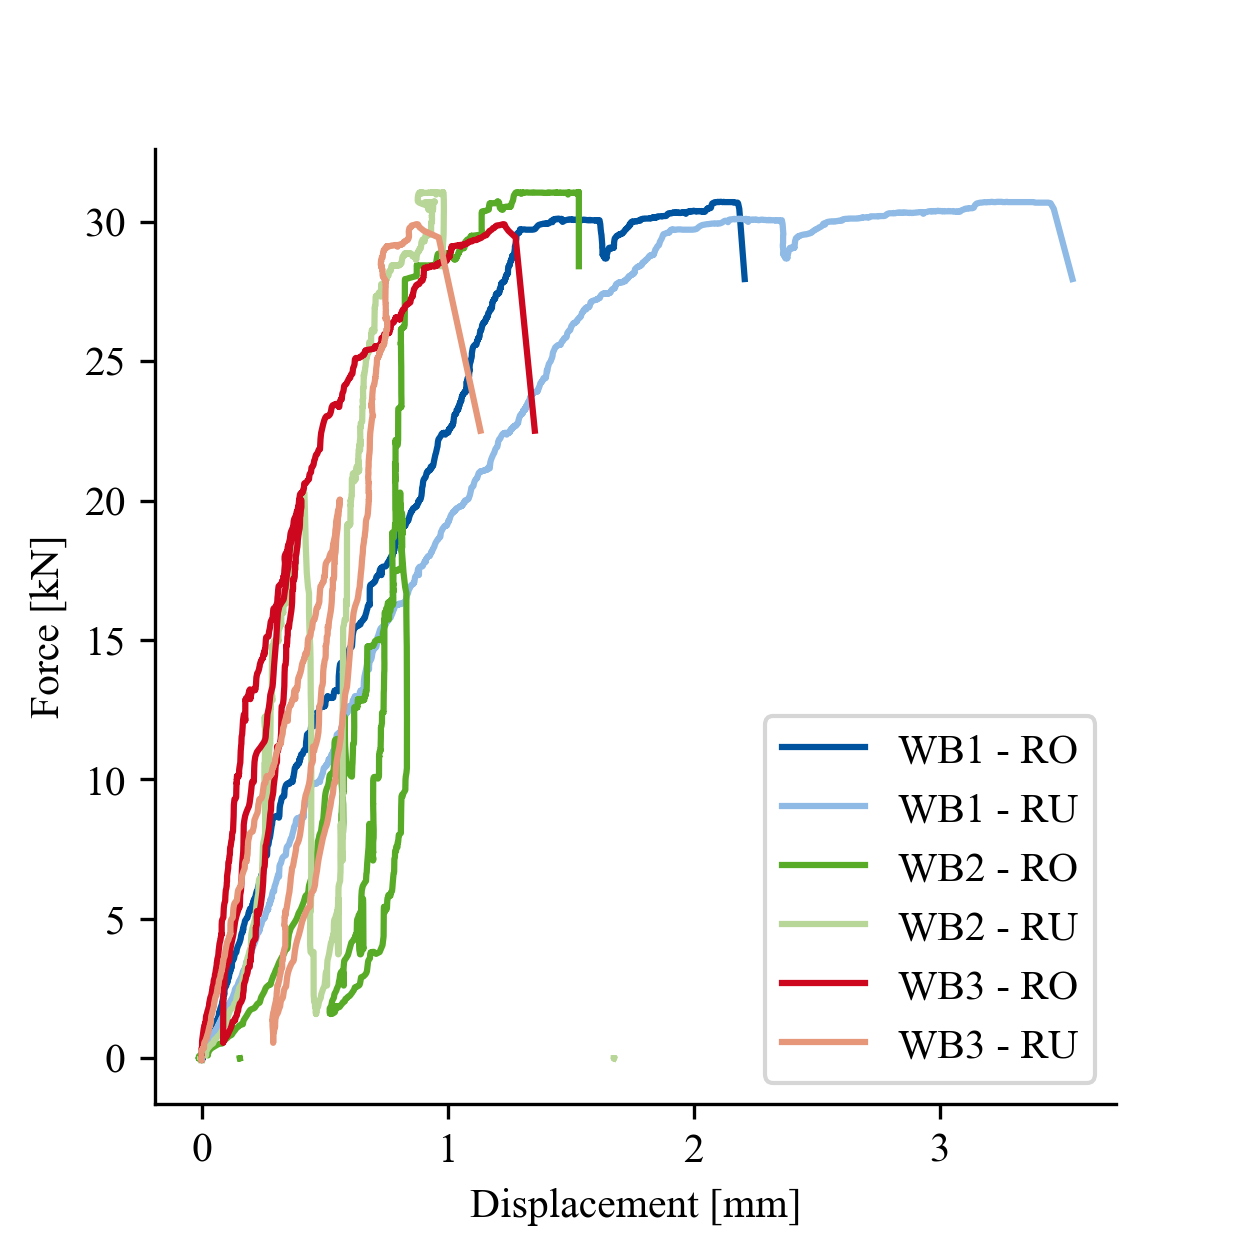 30
25
20
15
10
5
0
Force [kN]
0 1 2 3
Displacement [mm]
WB1 - RO
WB1 - RU
WB2 - RO
WB2 - RU
WB3 - RO
WB3 - RU